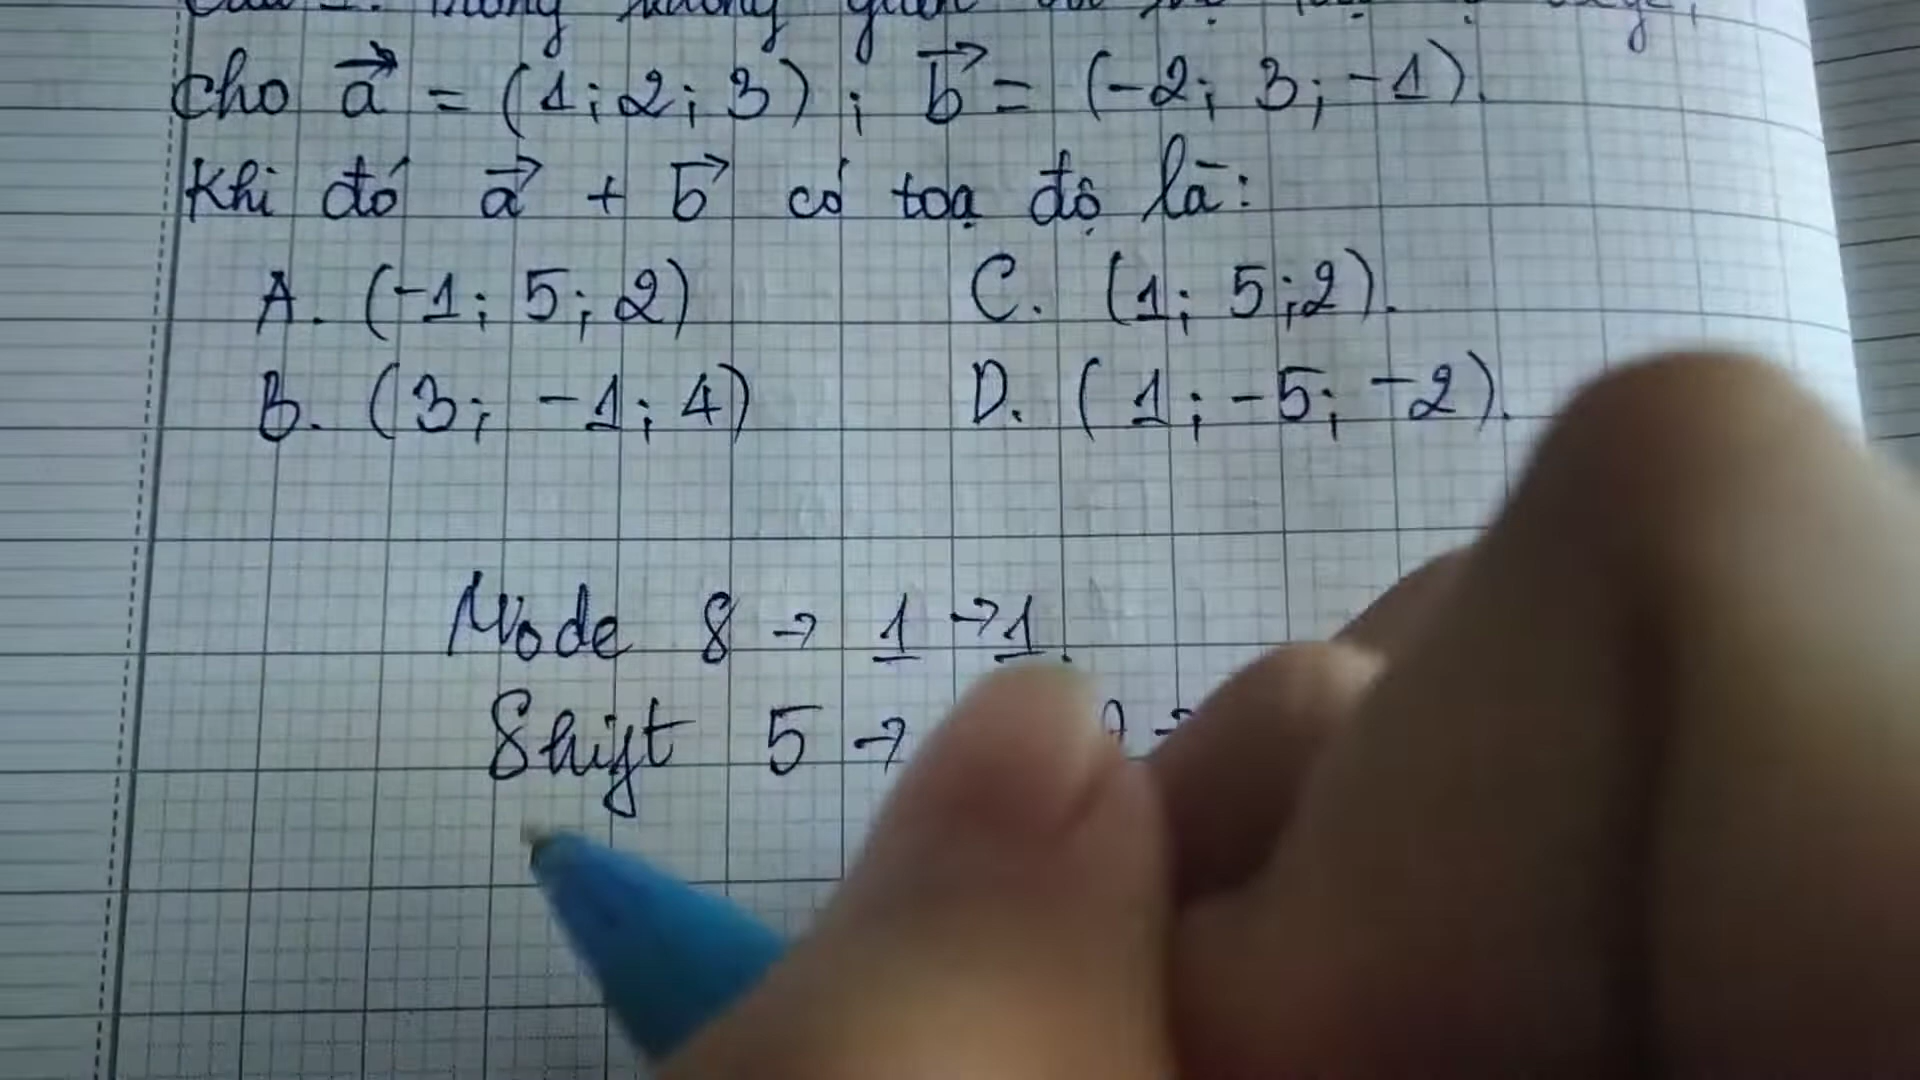 cho a⃗ = (1; 2; 3) ; b⃗ = (-2; 3; -1).
Khi đó a⃗ + b⃗ có toạ độ là:
A. (-1; 5; 2)
C. (1; 5; 2).
B. (3; -1; 4)
D. (1; -5; -2).
Mode 8 → 1 → 1.
Shift 5 →